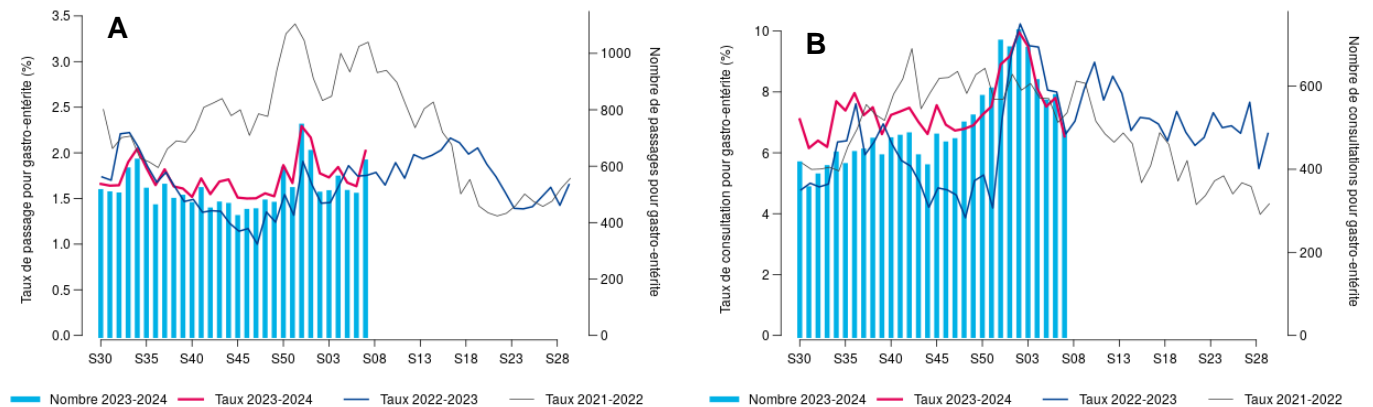 A
Taux de passage pour gastro-entérite (%)
3.5
3.0
2.5
2.0
1.5
1.0
0.5
0.0
1000
800
600
400
200
0
Nombre de passages pour gastro-entérite
S30 S35 S40 S45 S50 S03 S08 S13 S18 S23 S28
Nombre 2023-2024 Taux 2023-2024 Taux 2022-2023 Taux 2021-2022
B
Taux de consultation pour gastro-entérite (%)
10
8
6
4
2
0
600
400
200
0
Nombre de consultations pour gastro-entérite
S30 S35 S40 S45 S50 S03 S08 S13 S18 S23 S28
Nombre 2023-2024 Taux 2023-2024 Taux 2022-2023 Taux 2021-2022